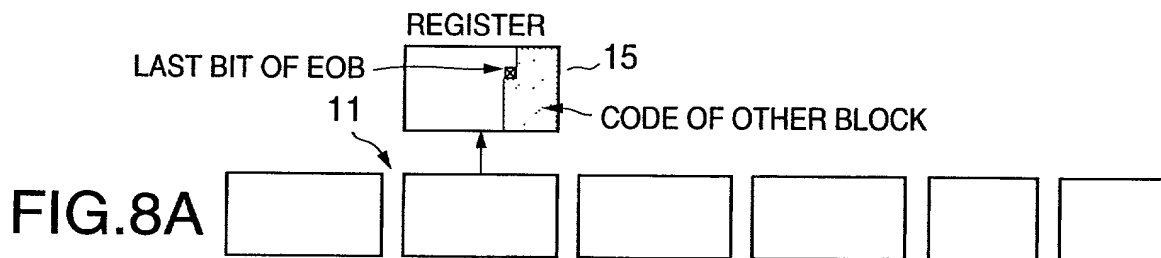 REGISTER
LAST BIT OF EOB
15
11
CODE OF OTHER BLOCK
FIG.8A